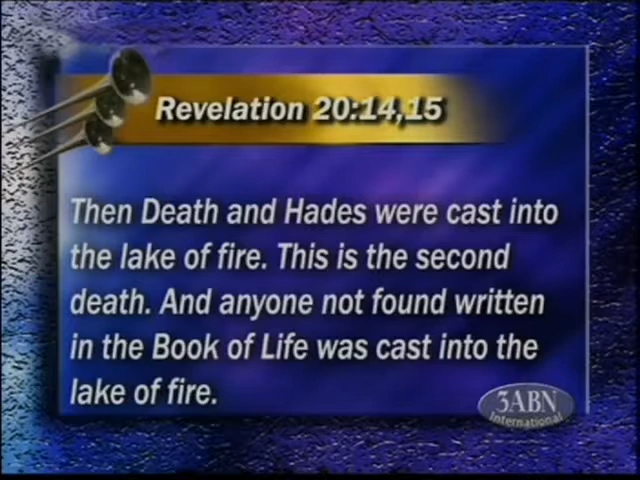 Revelation 20:14,15
Then Death and Hades were cast into
the lake of fire. This is the second
death. And anyone not found written
in the Book of Life was cast into the
lake of fire.
3ABN
International